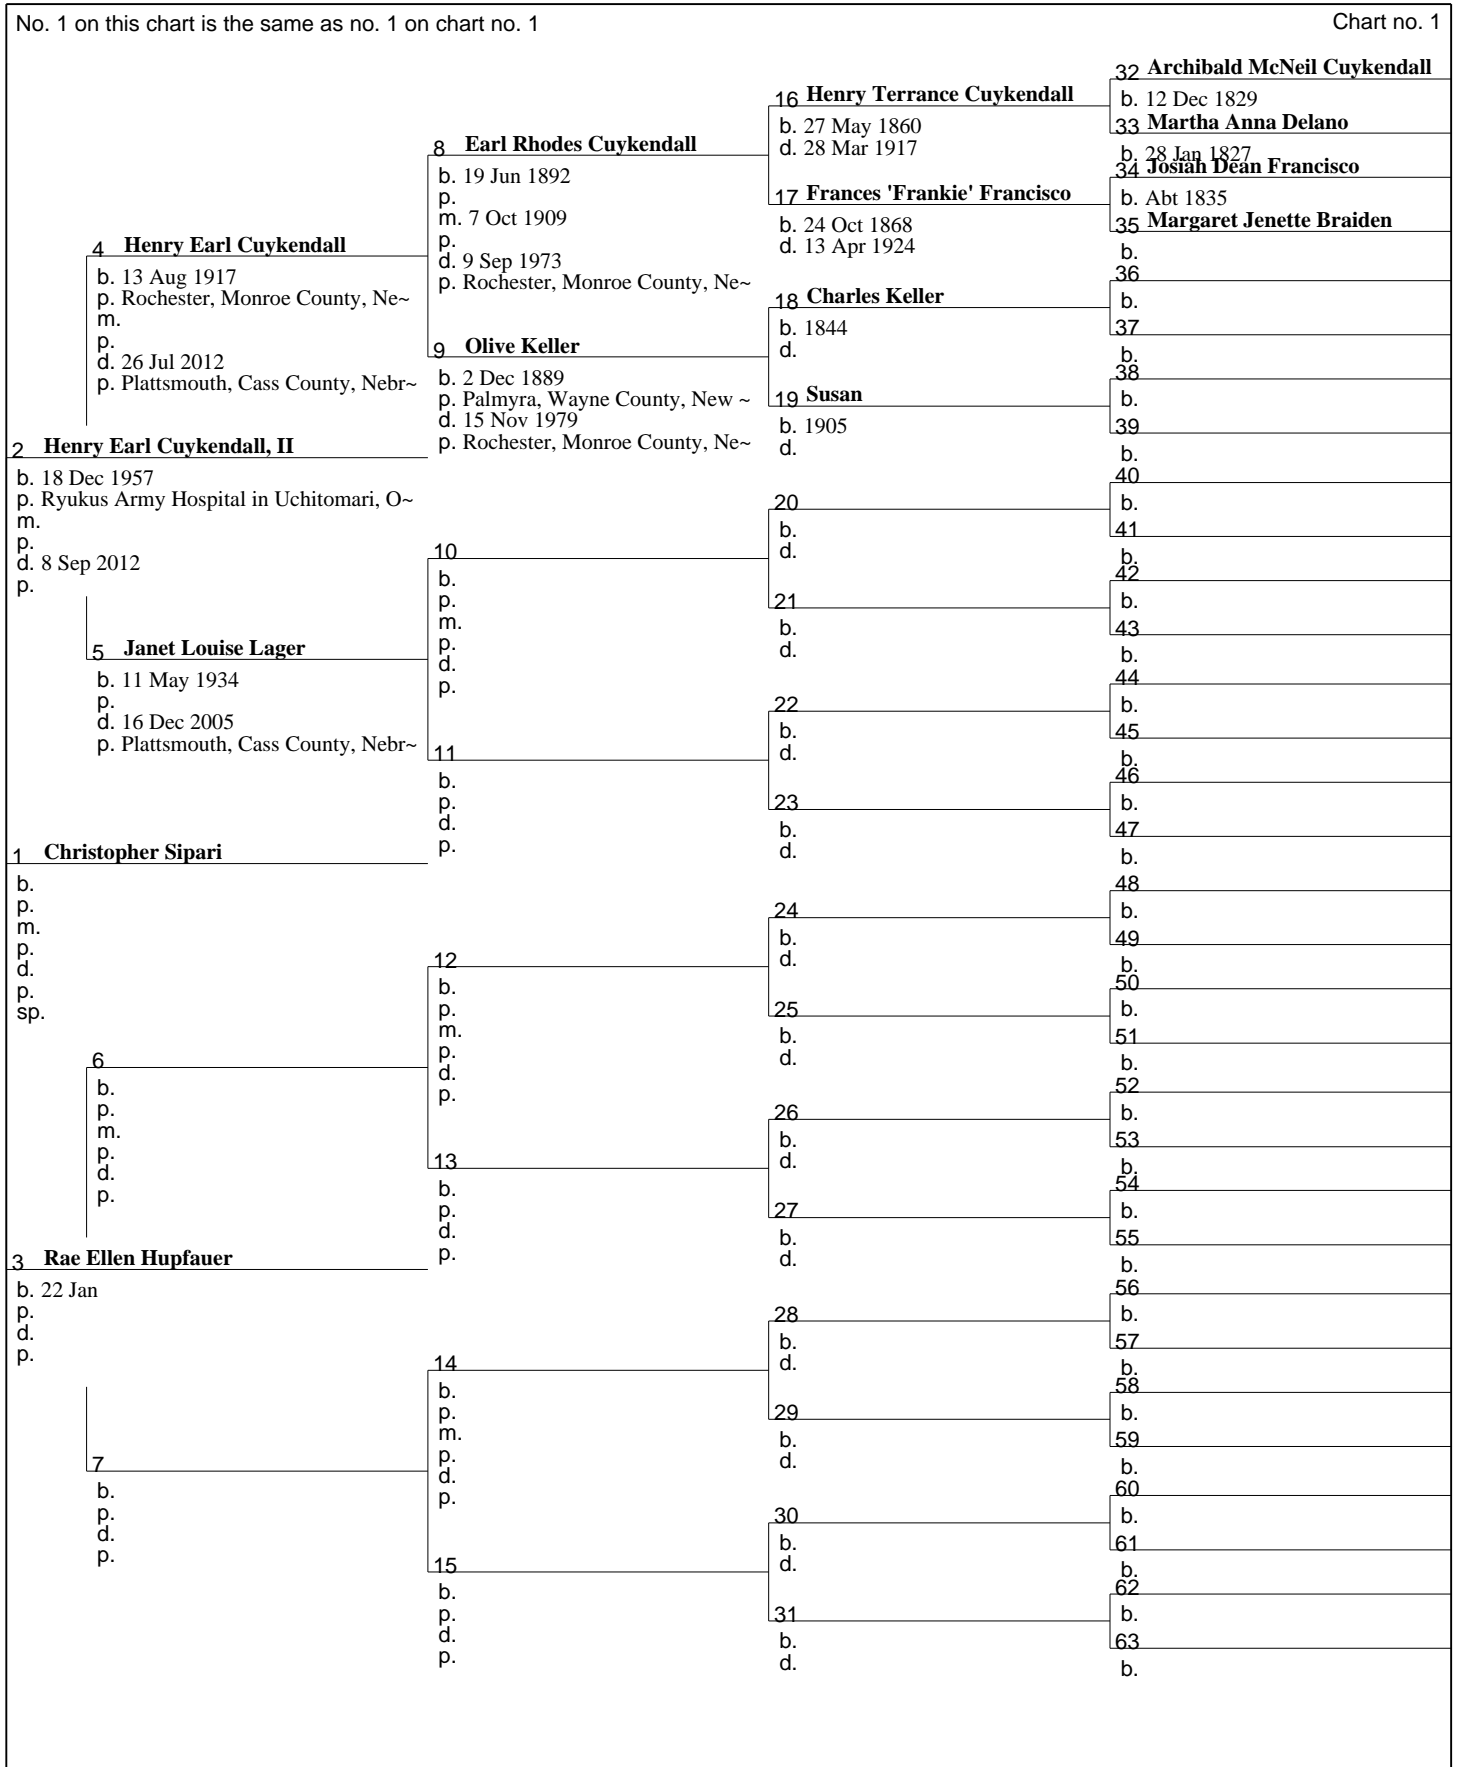 No. 1 on this chart is the same as no. 1 on chart no. 1
Chart no. 1
1 Christopher Sipari
b.
p.
m.
p.
d.
p.
sp.
2 Henry Earl Cuykendall, II
b. 18 Dec 1957
p. Ryukus Army Hospital in Uchitomari, O~
m.
p.
d. 8 Sep 2012
p.
3 Rae Ellen Hupfauer
b. 22 Jan
p.
d.
p.
4 Henry Earl Cuykendall
b. 13 Aug 1917
p. Rochester, Monroe County, Ne~
m.
p.
d. 26 Jul 2012
p. Plattsmouth, Cass County, Nebr~
5 Janet Louise Lager
b. 11 May 1934
p.
d. 16 Dec 2005
p. Plattsmouth, Cass County, Nebr~
6
b.
p.
m.
p.
d.
p.
7
b.
p.
d.
p.
8 Earl Rhodes Cuykendall
b. 19 Jun 1892
p.
m. 7 Oct 1909
p.
d. 9 Sep 1973
p. Rochester, Monroe County, Ne~
9 Olive Keller
b. 2 Dec 1889
p. Palmyra, Wayne County, New ~
d. 15 Nov 1979
p. Rochester, Monroe County, Ne~
10
b.
p.
m.
p.
d.
p.
11
b.
p.
d.
p.
12
b.
p.
m.
p.
d.
p.
13
b.
p.
d.
p.
14
b.
p.
m.
p.
d.
p.
15
b.
p.
d.
p.
16 Henry Terrance Cuykendall
b. 27 May 1860
d. 28 Mar 1917
17 Frances 'Frankie' Francisco
b. 24 Oct 1868
d. 13 Apr 1924
18 Charles Keller
b. 1844
d.
19 Susan
b. 1905
d.
20
b.
d.
21
b.
d.
22
b.
d.
23
b.
d.
24
b.
d.
25
b.
d.
26
b.
d.
27
b.
d.
28
b.
d.
29
b.
d.
30
b.
d.
31
b.
d.
32 Archibald McNeil Cuykendall
b. 12 Dec 1829
33 Martha Anna Delano
b. 28 Jan 1827
34 Josiah Dean Francisco
b. Abt 1835
35 Margaret Jenette Braiden
b.
36
b.
37
b.
38
b.
39
b.
40
b.
41
b.
42
b.
43
b.
44
b.
45
b.
46
b.
47
b.
48
b.
49
b.
50
b.
51
b.
52
b.
53
b.
54
b.
55
b.
56
b.
57
b.
58
b.
59
b.
60
b.
61
b.
62
b.
63
b.